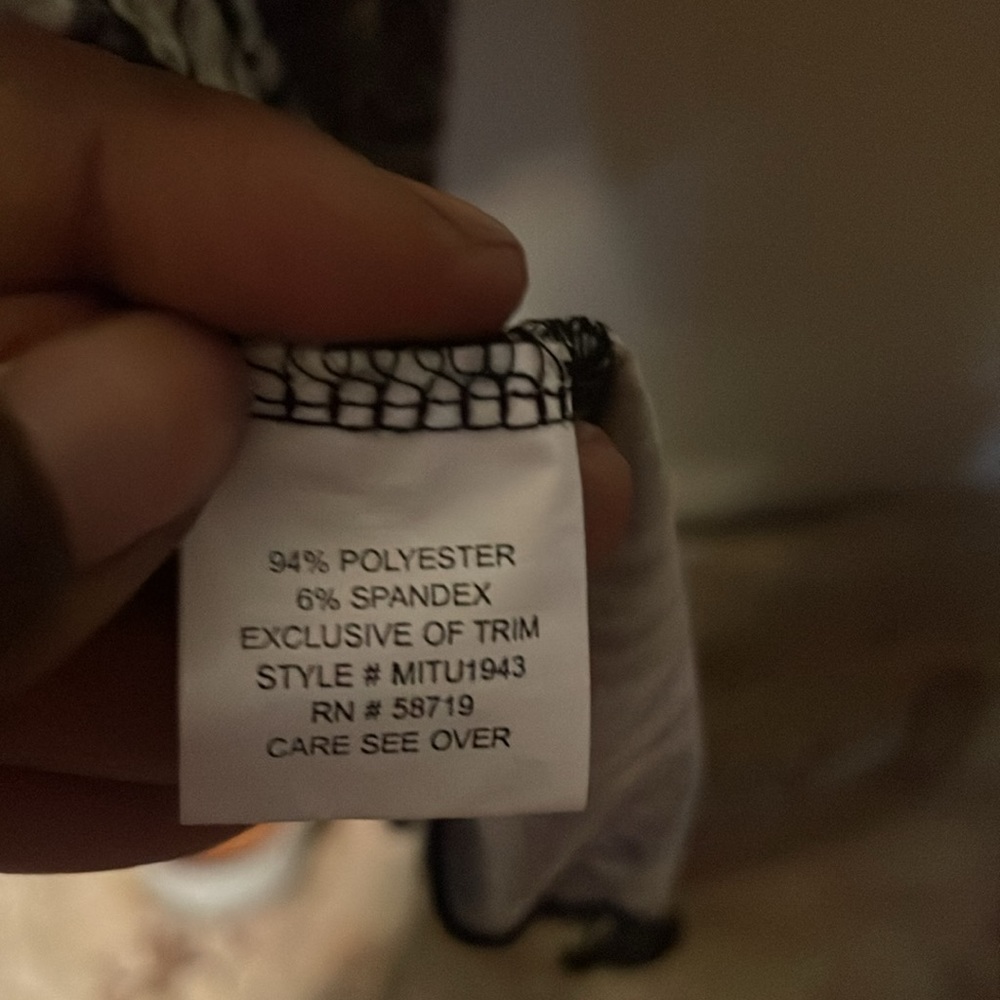 94% POLYESTER
6% SPANDEX
EXCLUSIVE OF TRIM
STYLE # MITU1943
RN # 58719
CARE SEE OVER